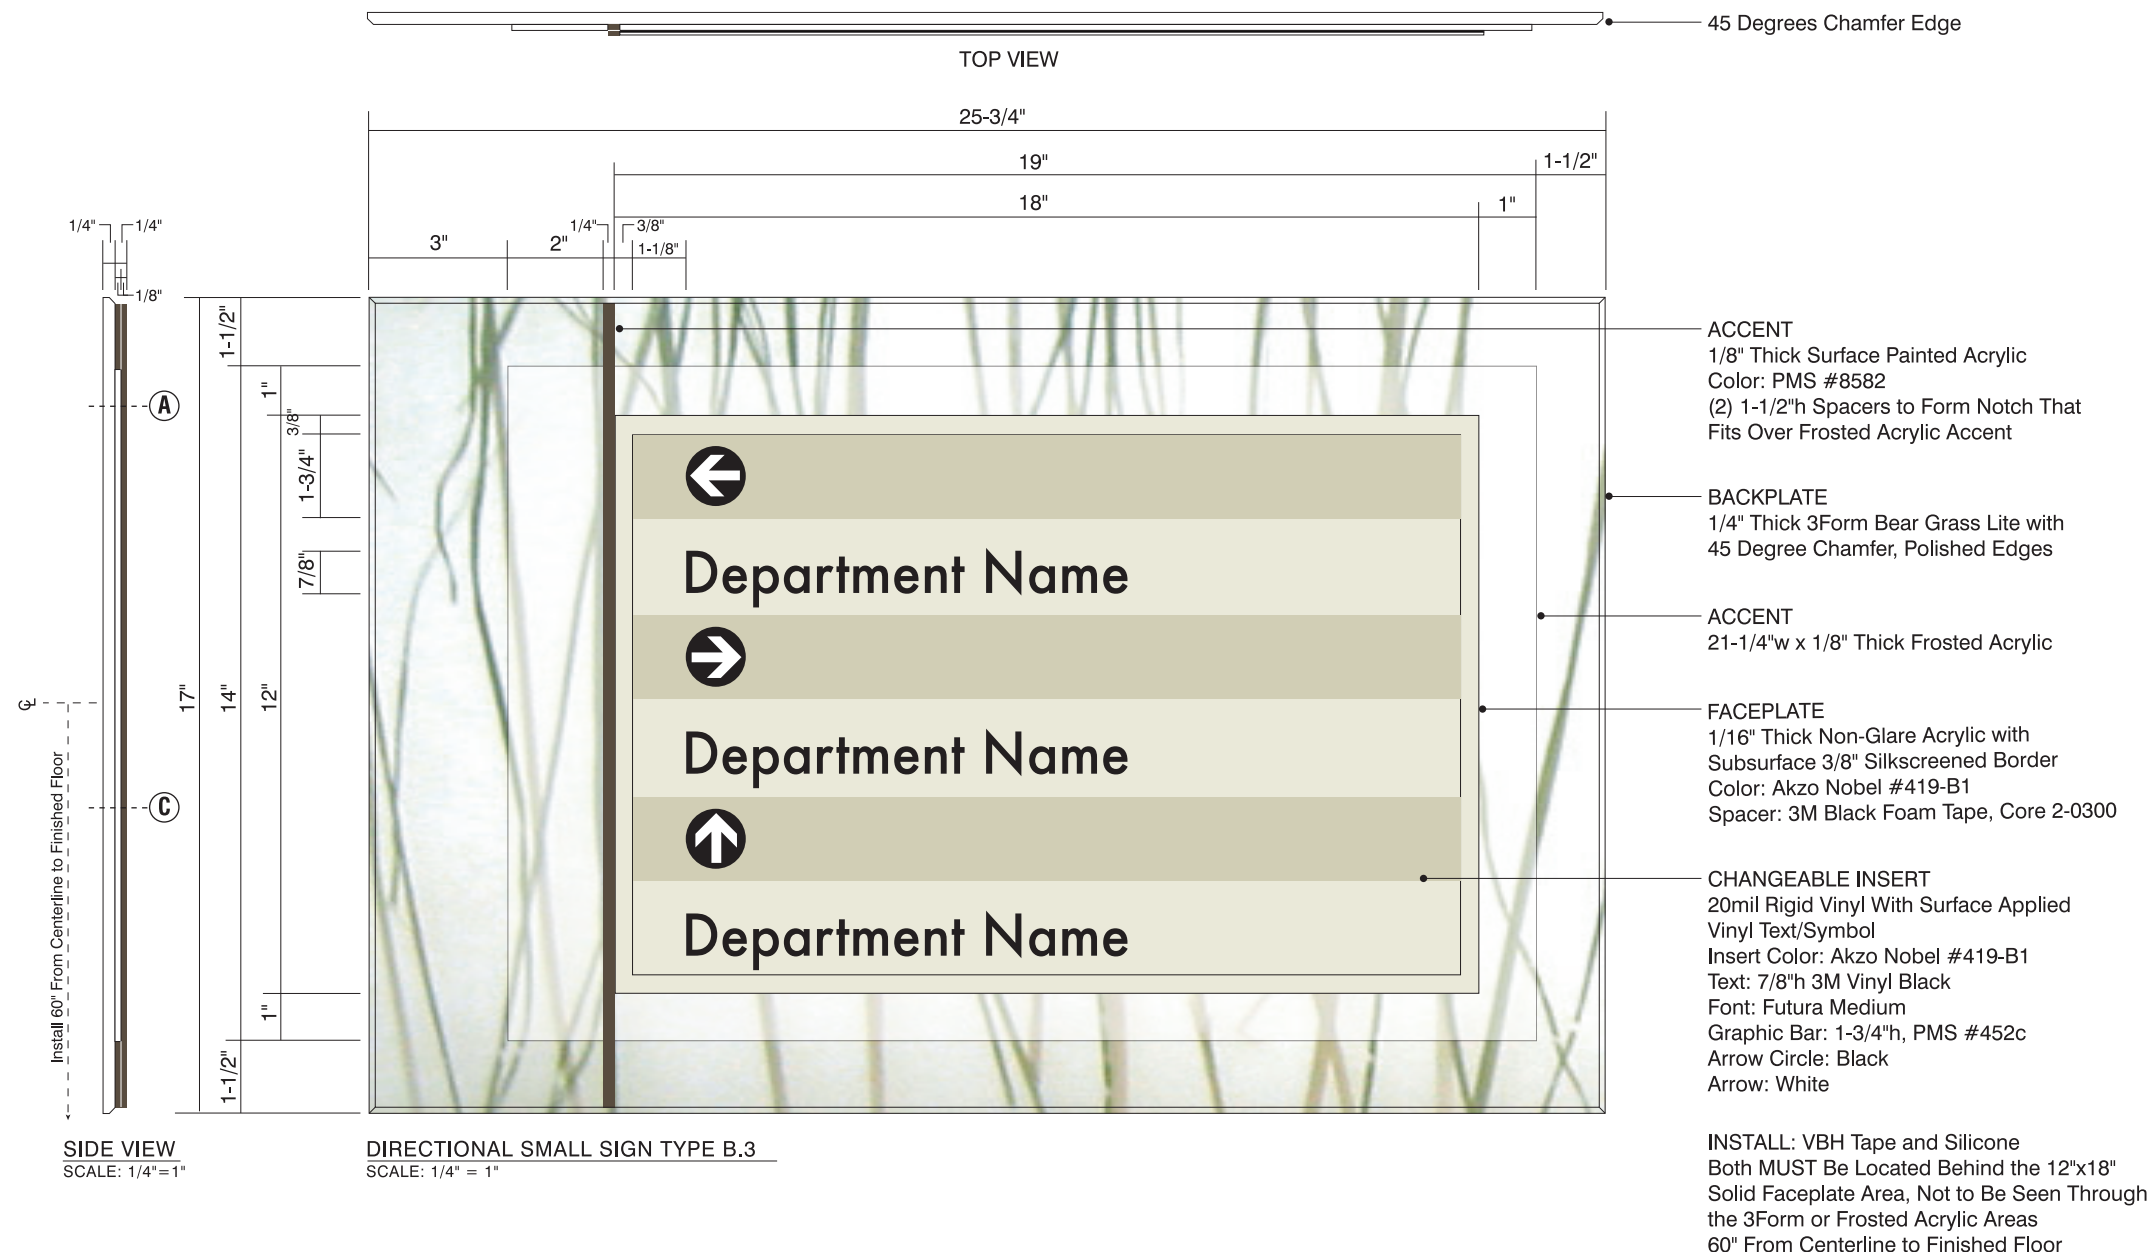 45 Degrees Chamfer Edge
TOP VIEW
25-3/4"
19"
1-1/2"
18"
1"
1/4"
1/4"
3"
2"
1/4"
3/8"
1-1/8"
1/8"
1-1/2"
1"
3/8"
1-3/4"
7/8"
17"
14"
12"
1"
1-1/2"
A
C
℄
Install 60" From Centerline to Finished Floor
Department Name
Department Name
Department Name
ACCENT
1/8" Thick Surface Painted Acrylic
Color: PMS #8582
(2) 1-1/2"h Spacers to Form Notch That
Fits Over Frosted Acrylic Accent
BACKPLATE
1/4" Thick 3Form Bear Grass Lite with
45 Degree Chamfer, Polished Edges
ACCENT
21-1/4"w x 1/8" Thick Frosted Acrylic
FACEPLATE
1/16" Thick Non-Glare Acrylic with
Subsurface 3/8" Silkscreened Border
Color: Akzo Nobel #419-B1
Spacer: 3M Black Foam Tape, Core 2-0300
CHANGEABLE INSERT
20mil Rigid Vinyl With Surface Applied
Vinyl Text/Symbol
Insert Color: Akzo Nobel #419-B1
Text: 7/8"h 3M Vinyl Black
Font: Futura Medium
Graphic Bar: 1-3/4"h, PMS #452c
Arrow Circle: Black
Arrow: White
INSTALL: VBH Tape and Silicone
Both MUST Be Located Behind the 12"x18"
Solid Faceplate Area, Not to Be Seen Through
the 3Form or Frosted Acrylic Areas
60" From Centerline to Finished Floor
SIDE VIEW
SCALE: 1/4"=1"
DIRECTIONAL SMALL SIGN TYPE B.3
SCALE: 1/4" = 1"